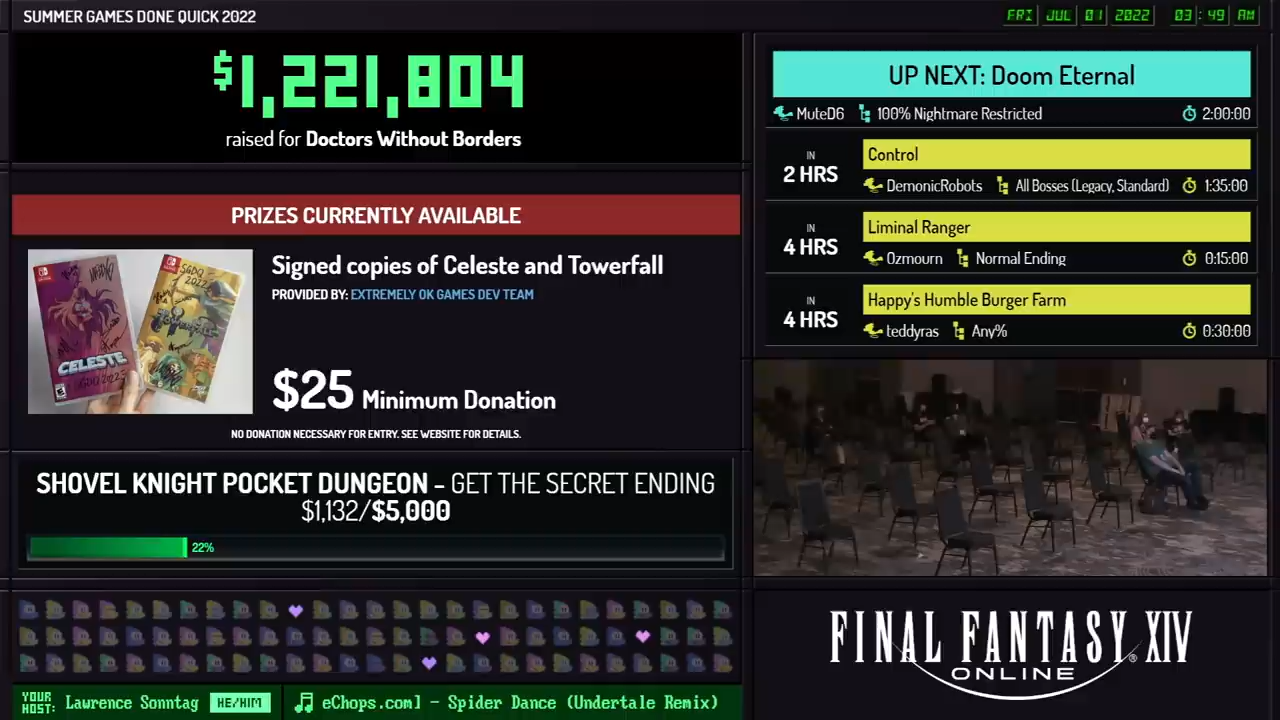 SUMMER GAMES DONE QUICK 2022
FRI JUL 01 2022 03:49 AM
$1,221,804
raised for Doctors Without Borders
PRIZES CURRENTLY AVAILABLE
CELESTE
SGDQ 2022
SGDQ
2022
Signed copies of Celeste and Towerfall
PROVIDED BY: EXTREMELY OK GAMES DEV TEAM
$25 Minimum Donation
NO DONATION NECESSARY FOR ENTRY. SEE WEBSITE FOR DETAILS.
SHOVEL KNIGHT POCKET DUNGEON - GET THE SECRET ENDING
$1,132/$5,000
22%
YOUR HOST: Lawrence Sonntag HE/HIM
eChops.com] - Spider Dance (Undertale Remix)
UP NEXT: Doom Eternal
MuteD6 100% Nightmare Restricted 2:00:00
IN 2 HRS
Control
DemonicRobots All Bosses (Legacy, Standard) 1:35:00
IN 4 HRS
Liminal Ranger
Ozmourn Normal Ending 0:15:00
IN 4 HRS
Happy's Humble Burger Farm
teddyras Any% 0:30:00
FINAL FANTASY® XIV
ONLINE